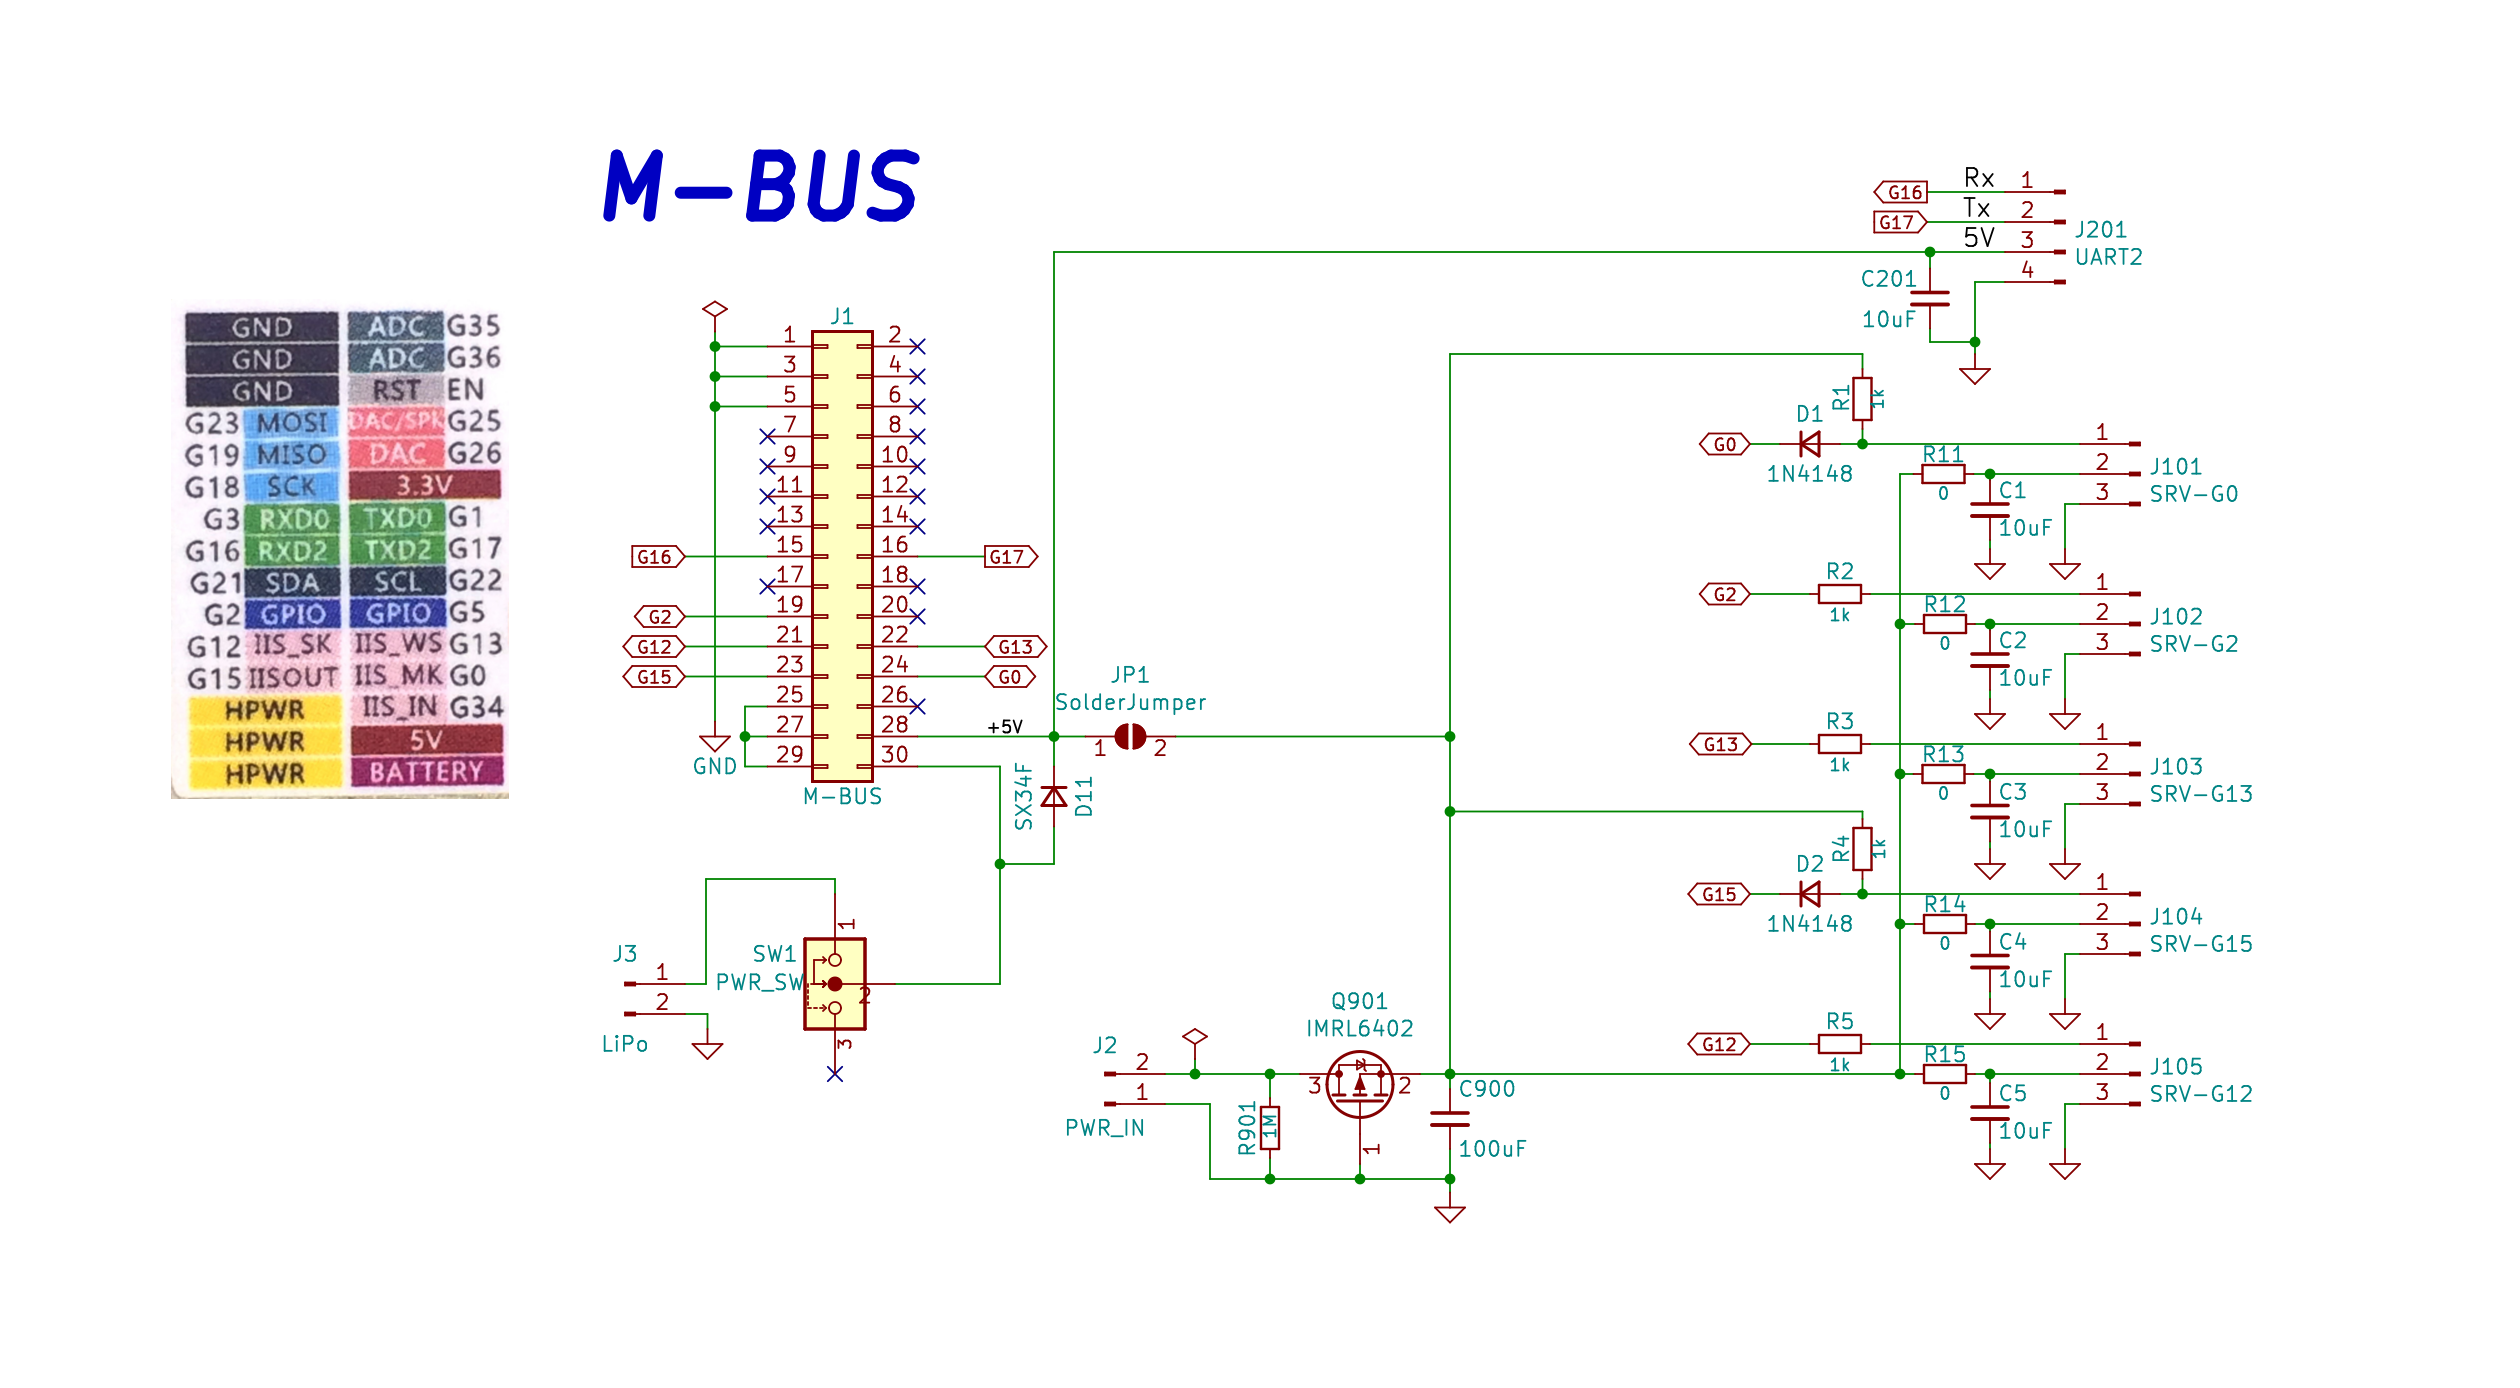 M-BUS
GND ADC G35
GND ADC G36
GND RST EN
G23 MOSI DAC/SPK G25
G19 MISO DAC G26
G18 SCK 3.3V
G3 RXD0 TXD0 G1
G16 RXD2 TXD2 G17
G21 SDA SCL G22
G2 GPIO GPIO G5
G12 IIS_SK IIS_WS G13
G15 IISOUT IIS_MK G0
HPWR IIS_IN G34
HPWR 5V
HPWR BATTERY
J1
1 2
3 4
5 6
7 8
9 10
11 12
13 14
G16 15 16 G17
17 18
G2 19 20
G12 21 22 G13
G15 23 24 G0
25 26
27 28 +5V
29 30
GND
M-BUS
JP1
SolderJumper
1 2
SX34F
D11
J3
1
2
LiPo
SW1
PWR_SW
1
2
3
J2
2
1
PWR_IN
R901
1M
Q901
IMRL6402
3 2
1
C900
100uF
G16 Rx 1
G17 Tx 2
5V 3
4
J201
UART2
C201
10uF
R1
1k
D1
G0
1N4148
R11
0
C1
10uF
1
2
3
J101
SRV-G0
R2
G2
1k
R12
0
C2
10uF
1
2
3
J102
SRV-G2
R3
G13
1k
R13
0
C3
10uF
1
2
3
J103
SRV-G13
R4
1k
D2
G15
1N4148
R14
0
C4
10uF
1
2
3
J104
SRV-G15
R5
G12
1k
R15
0
C5
10uF
1
2
3
J105
SRV-G12